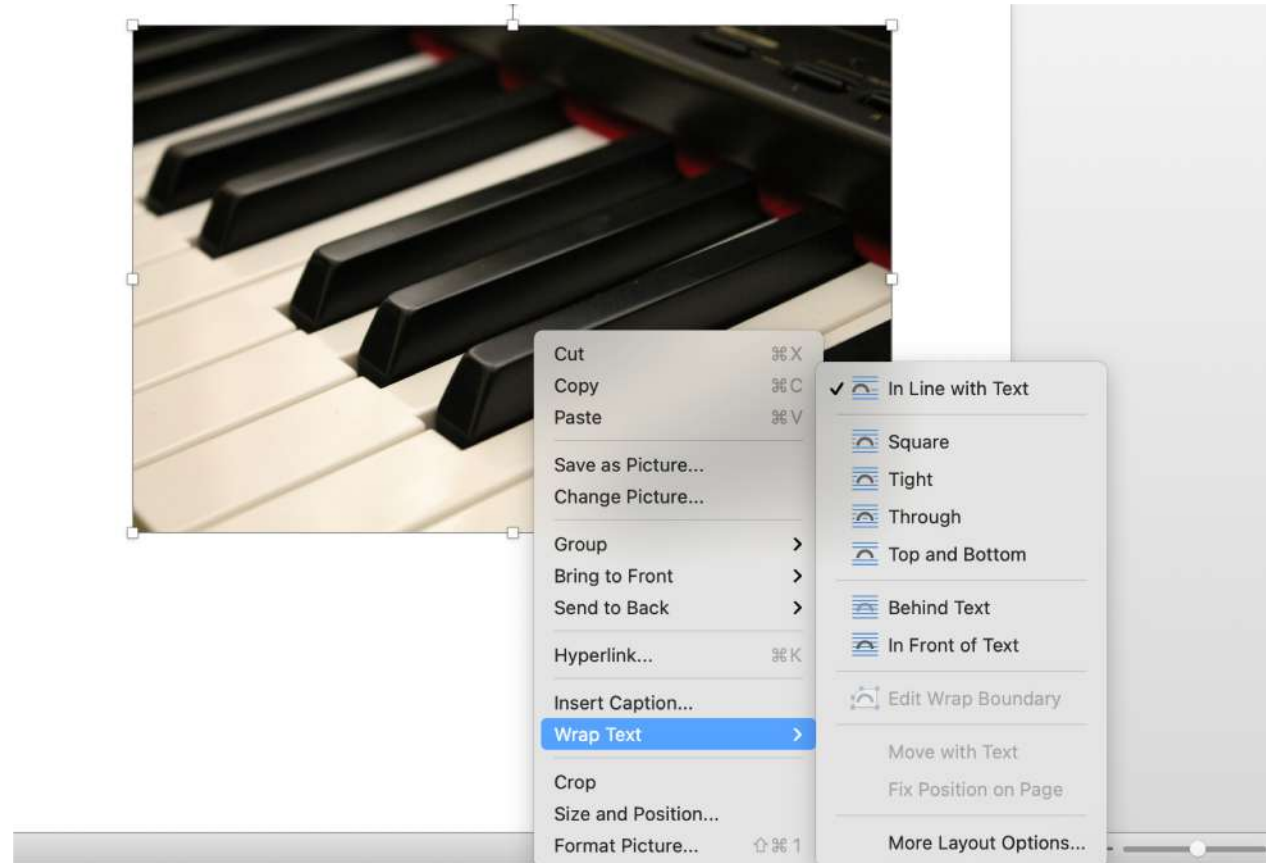 Cut ⌘X
Copy ⌘C
Paste ⌘V
Save as Picture...
Change Picture...
Group
Bring to Front
Send to Back
Hyperlink... ⌘K
Insert Caption...
Wrap Text
Crop
Size and Position...
Format Picture... ⇧⌘1
In Line with Text
Square
Tight
Through
Top and Bottom
Behind Text
In Front of Text
Edit Wrap Boundary
Move with Text
Fix Position on Page
More Layout Options...